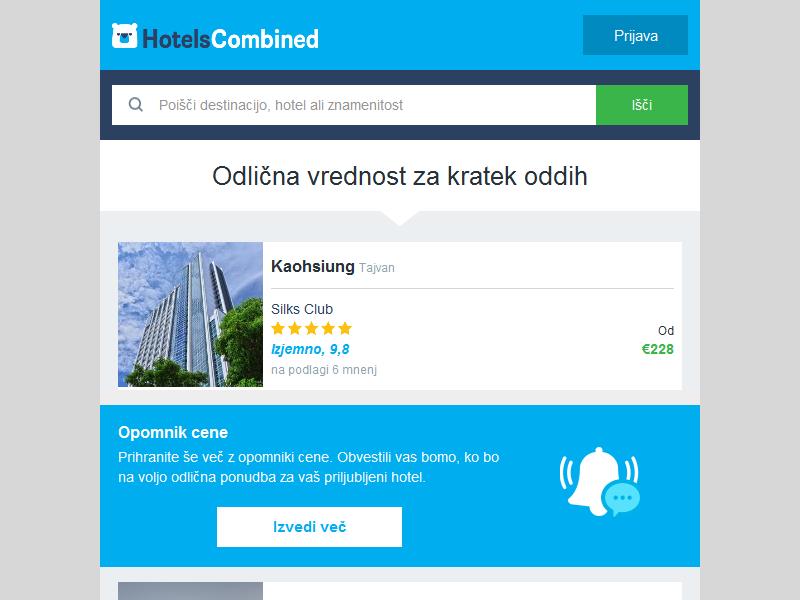 HotelsCombined
Prijava
Poišči destinacijo, hotel ali znamenitost
Išči
Odlična vrednost za kratek oddih
Kaohsiung Tajvan
Silks Club
Izjemno, 9,8
na podlagi 6 mnenj
Od
€228
Opomnik cene
Prihranite še več z opomniki cene. Obvestili vas bomo, ko bo
na voljo odlična ponudba za vaš priljubljeni hotel.
Izvedi več